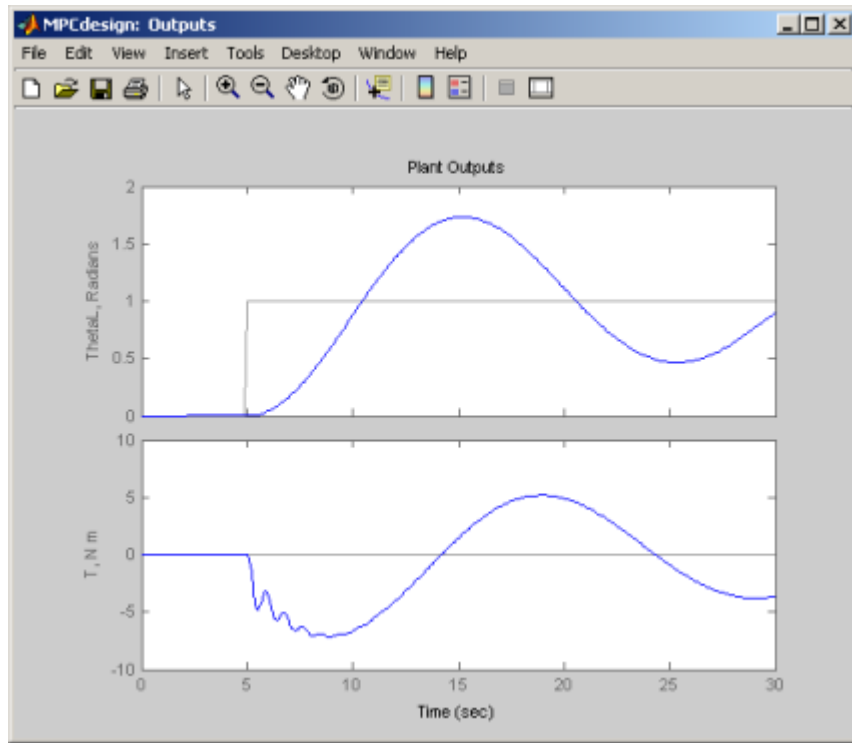 MPCdesign: Outputs
File Edit View Insert Tools Desktop Window Help
Plant Outputs
2
1.5
1
0.5
0
ThetaL, Radians
10
5
0
-5
-10
T, N m
0 5 10 15 20 25 30
Time (sec)